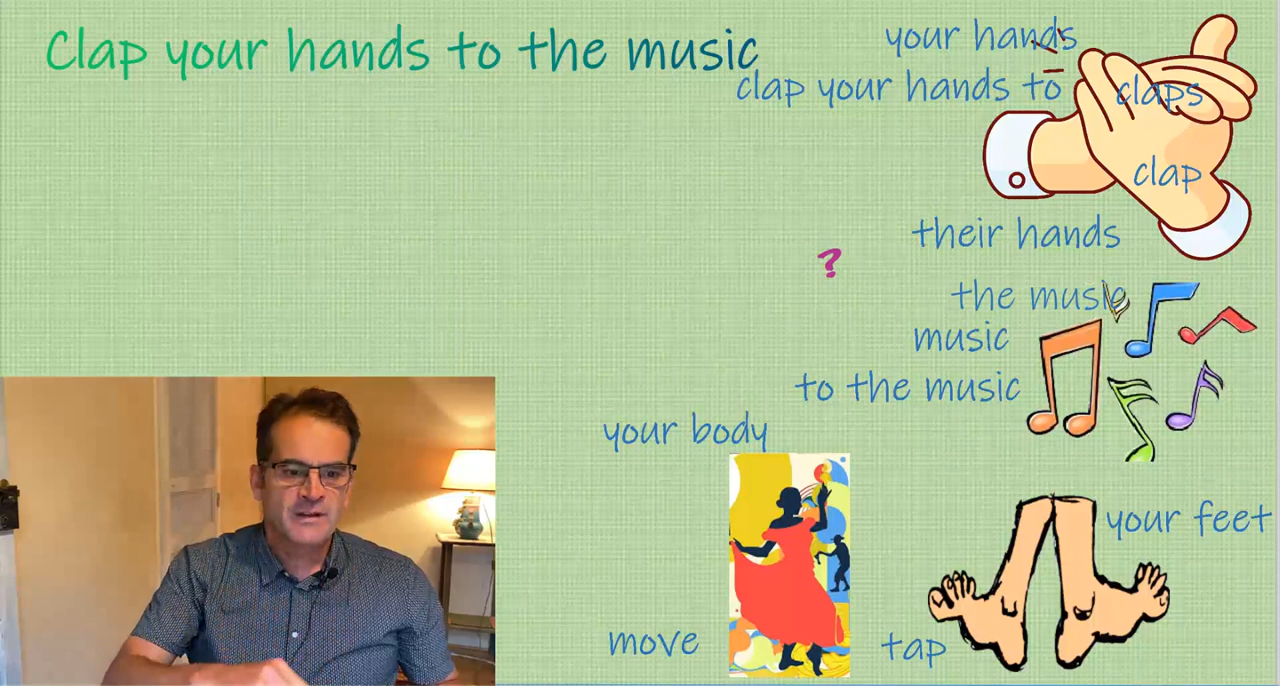 Clap your hands to the music
your hands
clap your hands to
claps
clap
their hands
?
the music
music
to the music
your body
your feet
move
tap